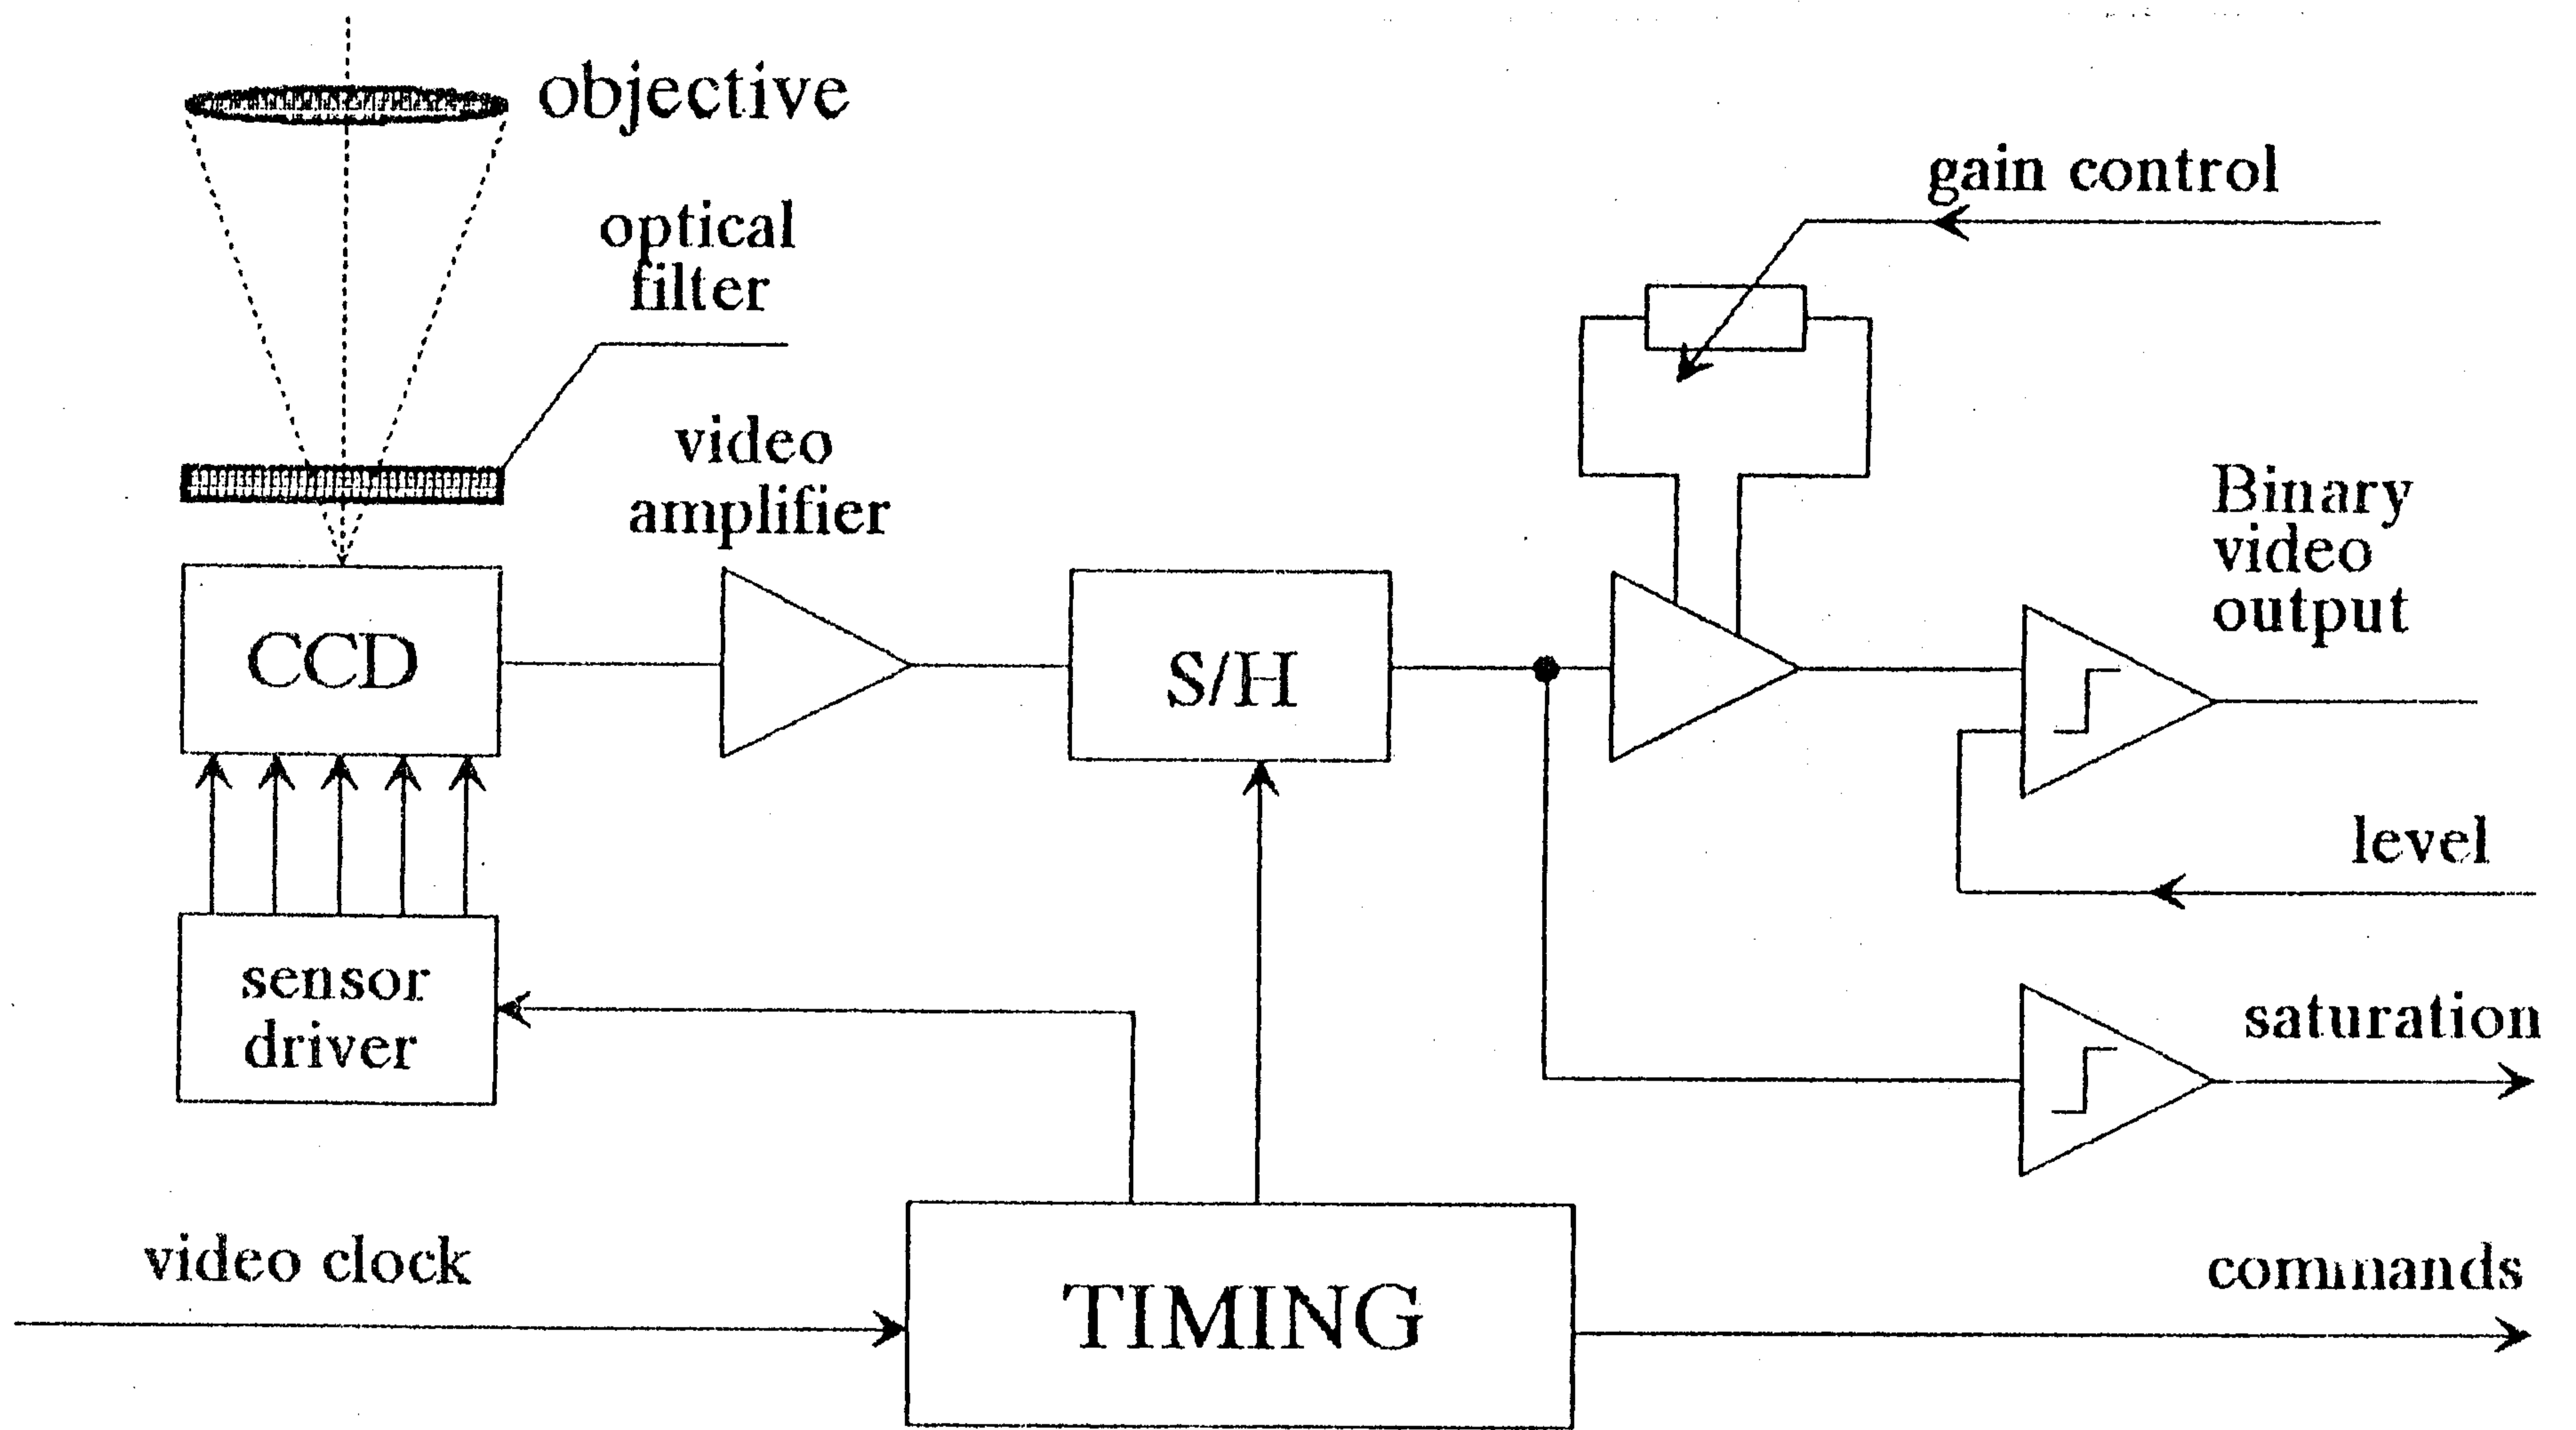 objective
optical
filter
gain control
video
amplifier
Binary
video
output
CCD
S/H
level
sensor
driver
saturation
video clock
commands
TIMING